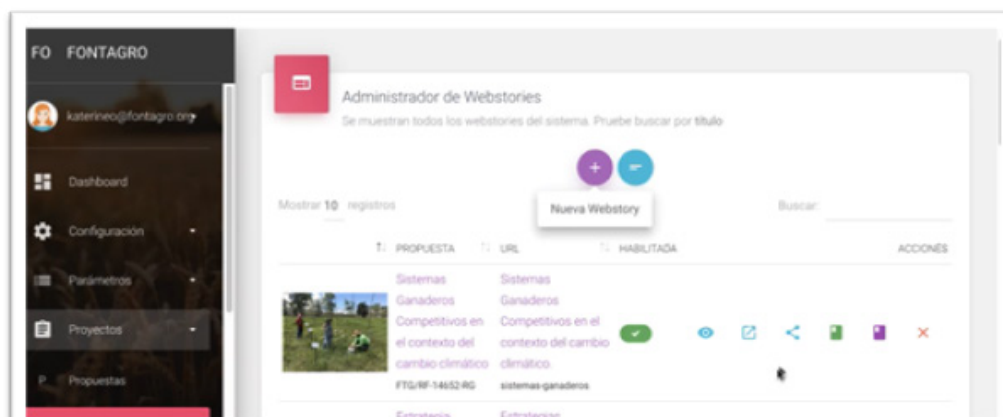 FO FONTAGRO
katerineo@fontagro.org
Dashboard
Configuración
Parámetros
Proyectos
P Propuestas
Administrador de Webstories
Se muestran todos los webstories del sistema. Pruebe buscar por título
Nueva Webstory
Mostrar 10 registros
Buscar:
PROPUESTA URL HABILITADA ACCIONES
Sistemas
Ganaderos
Competitivos en
el contexto del
cambio climático
FTG/RF-14652-RG
Sistemas
Ganaderos
Competitivos en el
contexto del cambio
climático.
sistemas-ganaderos
Estrategia
Estrategias